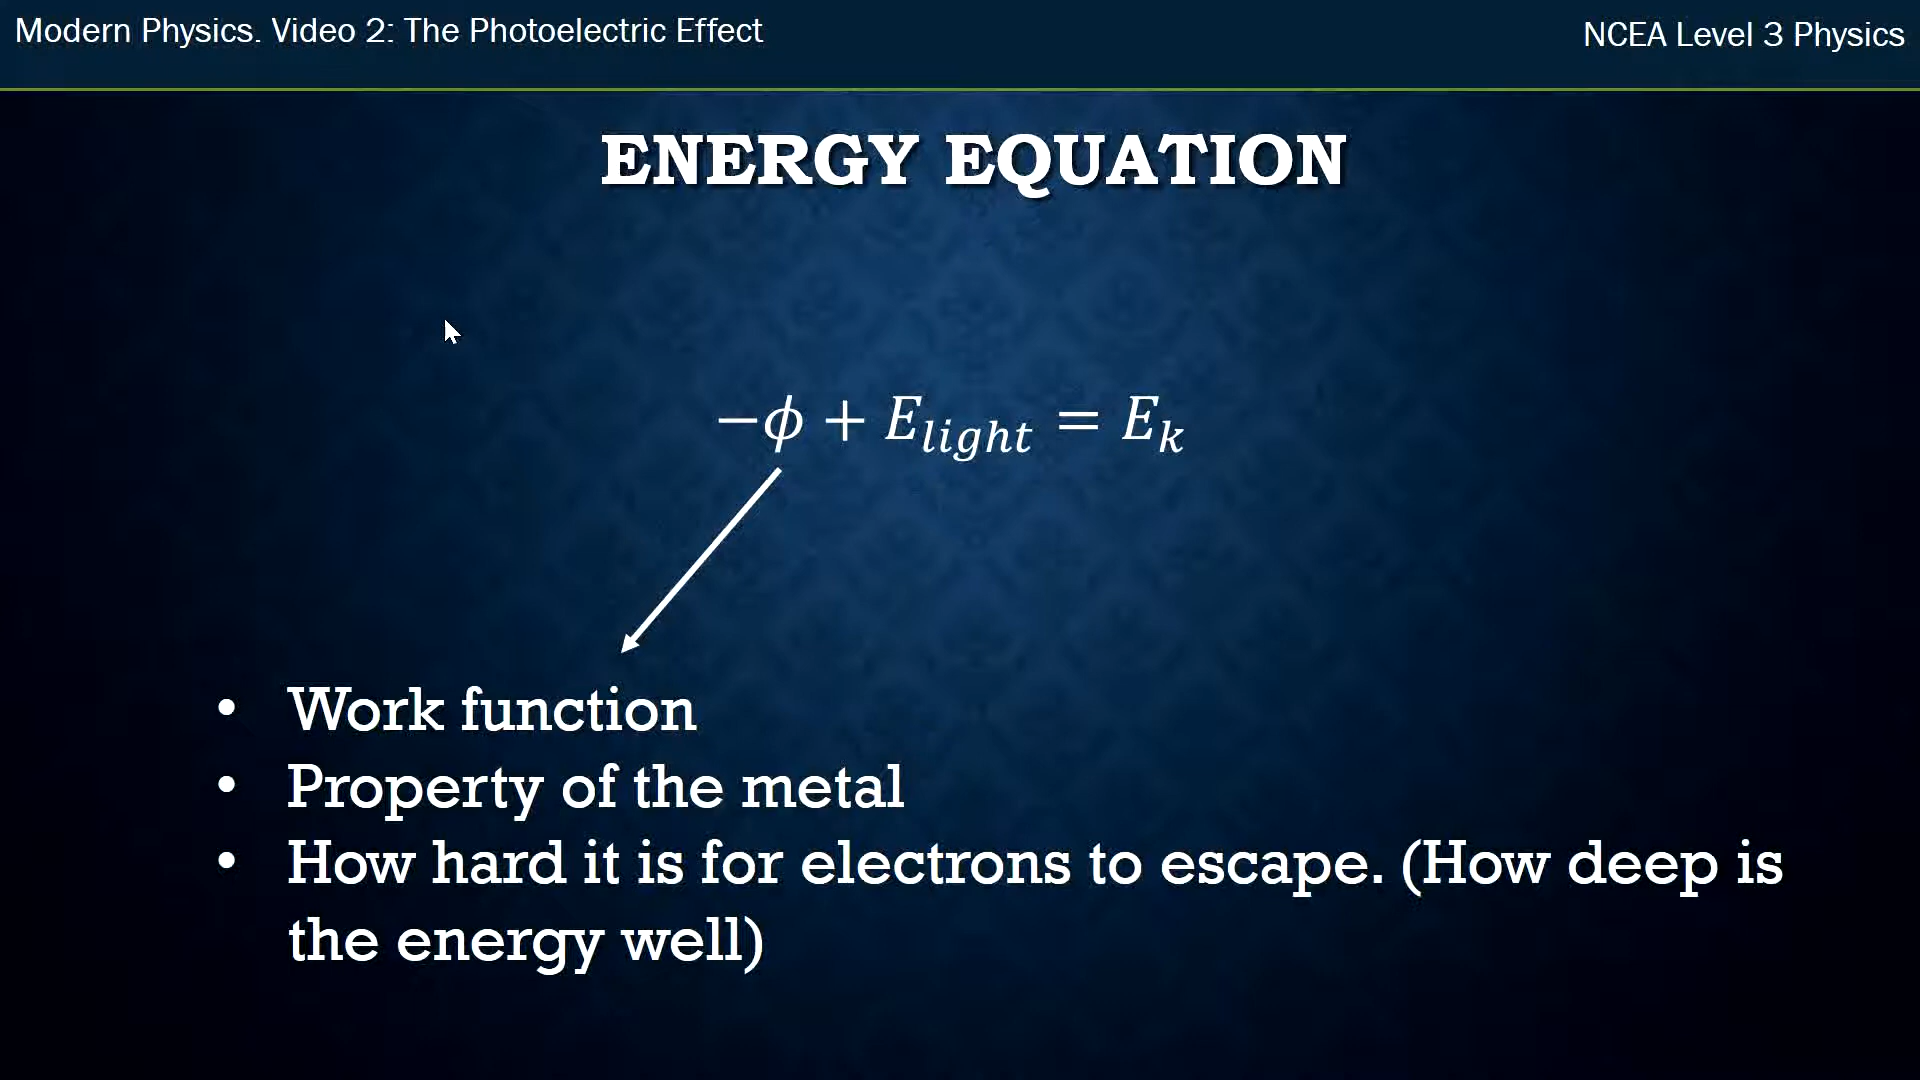 Modern Physics. Video 2: The Photoelectric Effect
NCEA Level 3 Physics
ENERGY EQUATION
−ϕ + E_light = E_k
• Work function
• Property of the metal
• How hard it is for electrons to escape. (How deep is
the energy well)